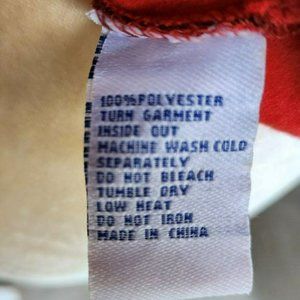 100%POLYESTER
TURN GARMENT
INSIDE OUT
MACHINE WASH COLD
SEPARATELY
DO NOT BLEACH
TUMBLE DRY
LOW HEAT
DO NOT IRON
MADE IN CHINA